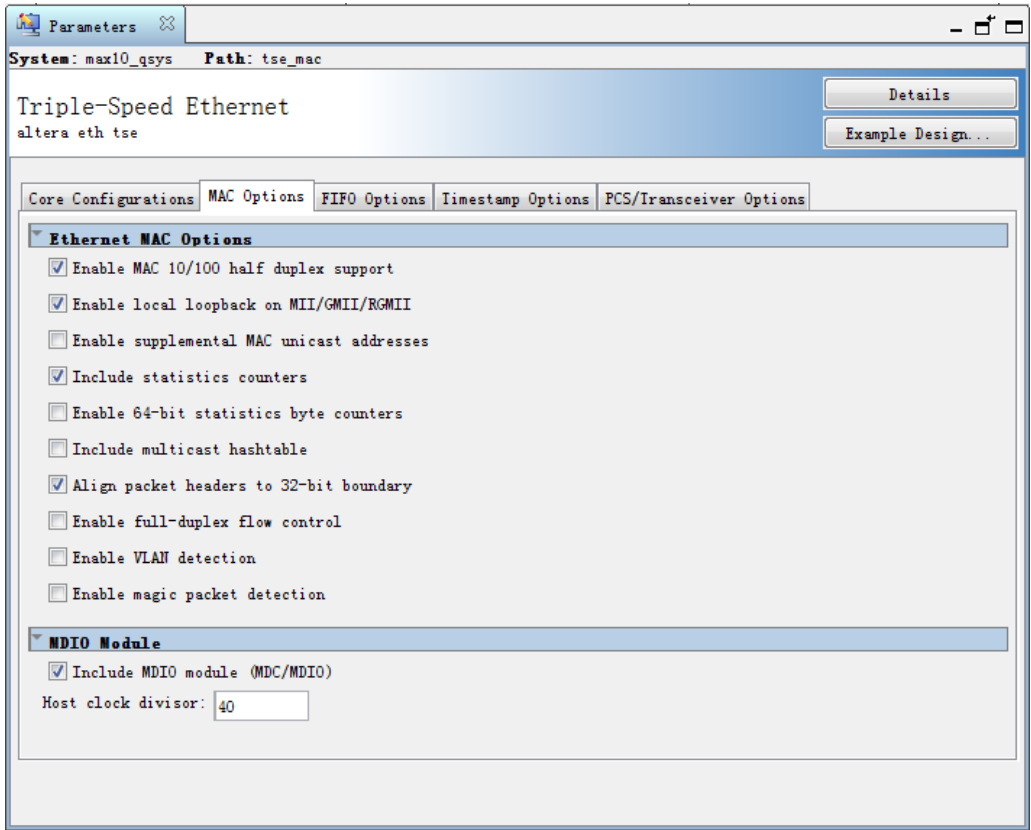 Parameters
System: max10_qsys Path: tse_mac
Triple-Speed Ethernet
altera eth tse
Details
Example Design...
Core Configurations MAC Options FIFO Options Timestamp Options PCS/Transceiver Options
Ethernet MAC Options
Enable MAC 10/100 half duplex support
Enable local loopback on MII/GMII/RGMII
Enable supplemental MAC unicast addresses
Include statistics counters
Enable 64-bit statistics byte counters
Include multicast hashtable
Align packet headers to 32-bit boundary
Enable full-duplex flow control
Enable VLAN detection
Enable magic packet detection
MDIO Module
Include MDIO module (MDC/MDIO)
Host clock divisor: 40